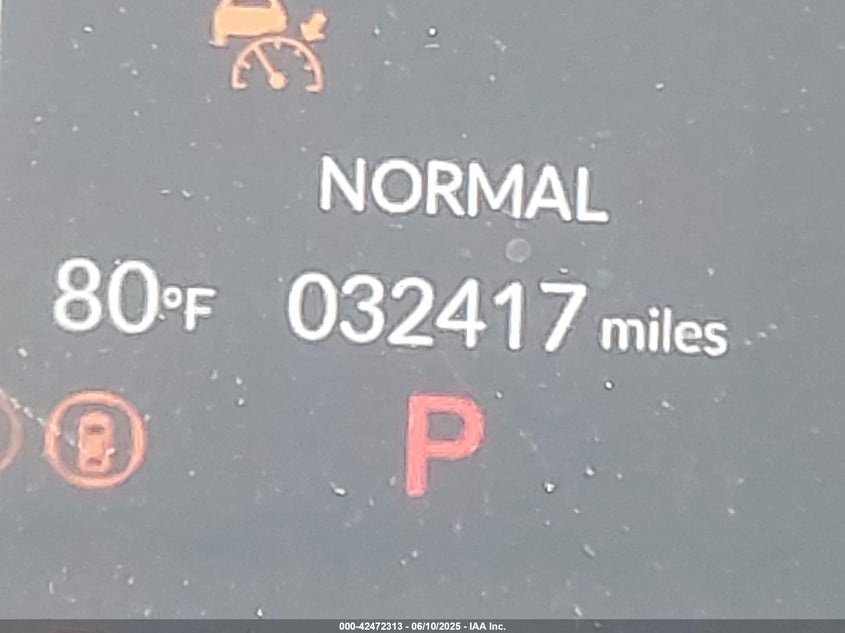 NORMAL
80°F 032417 miles
P
000-42472313 - 06/10/2025 - IAA Inc.